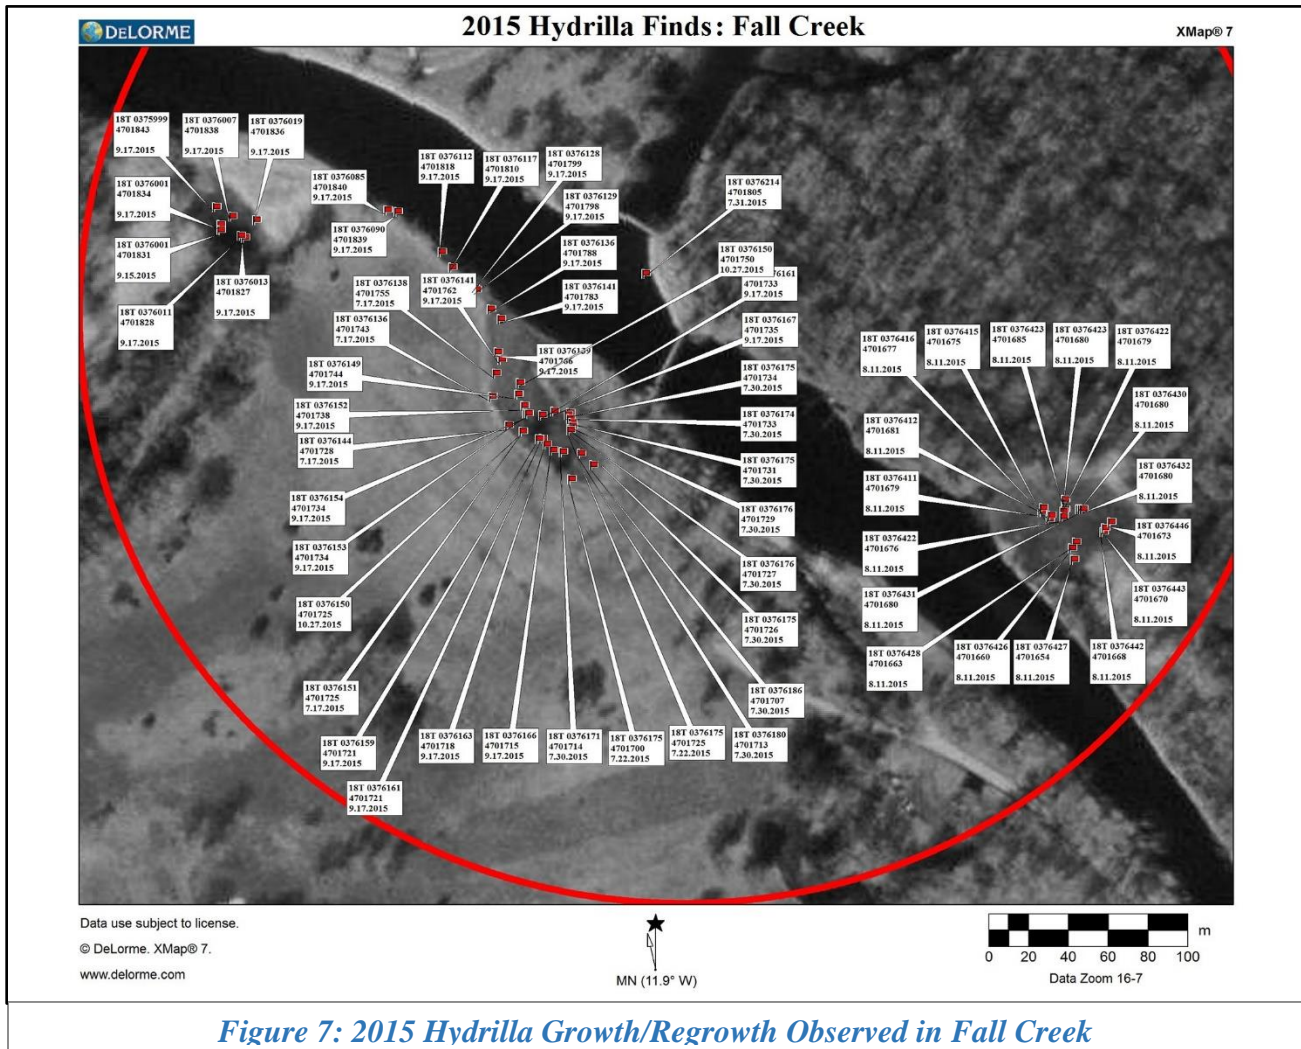 DELORME
2015 Hydrilla Finds: Fall Creek
XMap® 7
18T 0375999
4701843
9.17.2015
18T 0376007
4701838
9.17.2015
18T 0376019
4701836
9.17.2015
18T 0376001
4701834
9.17.2015
18T 0376001
4701831
9.15.2015
18T 0376011
4701828
9.17.2015
18T 0376013
4701827
9.17.2015
18T 0376085
4701840
9.17.2015
18T 0376090
4701839
9.17.2015
18T 0376112
4701818
9.17.2015
18T 0376117
4701810
9.17.2015
18T 0376128
4701799
9.17.2015
18T 0376129
4701798
9.17.2015
18T 0376136
4701788
9.17.2015
18T 0376141
4701783
9.17.2015
18T 0376214
4701805
7.31.2015
18T 0376150
4701750
10.27.2015
76161
4701733
9.17.2015
18T 0376141
4701762
9.17.2015
18T 0376138
4701755
7.17.2015
18T 0376136
4701743
7.17.2015
18T 0376139
4701766
9.17.2015
18T 0376149
4701744
9.17.2015
18T 0376152
4701738
9.17.2015
18T 0376144
4701728
7.17.2015
18T 0376154
4701734
9.17.2015
18T 0376153
4701734
9.17.2015
18T 0376150
4701725
10.27.2015
18T 0376151
4701725
7.17.2015
18T 0376159
4701721
9.17.2015
18T 0376161
4701721
9.17.2015
18T 0376163
4701718
9.17.2015
18T 0376166
4701715
9.17.2015
18T 0376171
4701714
7.30.2015
18T 0376175
4701700
7.22.2015
18T 0376175
4701725
7.22.2015
18T 0376180
4701713
7.30.2015
18T 0376186
4701707
7.30.2015
18T 0376175
4701726
7.30.2015
18T 0376176
4701727
7.30.2015
18T 0376176
4701729
7.30.2015
18T 0376175
4701731
7.30.2015
18T 0376174
4701733
7.30.2015
18T 0376175
4701734
7.30.2015
18T 0376167
4701735
9.17.2015
18T 0376416
4701677
8.11.2015
18T 0376415
4701675
8.11.2015
18T 0376423
4701685
8.11.2015
18T 0376423
4701680
8.11.2015
18T 0376422
4701679
8.11.2015
18T 0376430
4701680
8.11.2015
18T 0376412
4701681
8.11.2015
18T 0376432
4701680
8.11.2015
18T 0376411
4701679
8.11.2015
18T 0376446
4701673
8.11.2015
18T 0376422
4701676
8.11.2015
18T 0376443
4701670
8.11.2015
18T 0376431
4701680
8.11.2015
18T 0376428
4701663
8.11.2015
18T 0376426
4701660
8.11.2015
18T 0376427
4701654
8.11.2015
18T 0376442
4701668
8.11.2015
Data use subject to license.
© DeLorme. XMap® 7.
www.delorme.com
MN (11.9° W)
m
0 20 40 60 80 100
Data Zoom 16-7
Figure 7: 2015 Hydrilla Growth/Regrowth Observed in Fall Creek